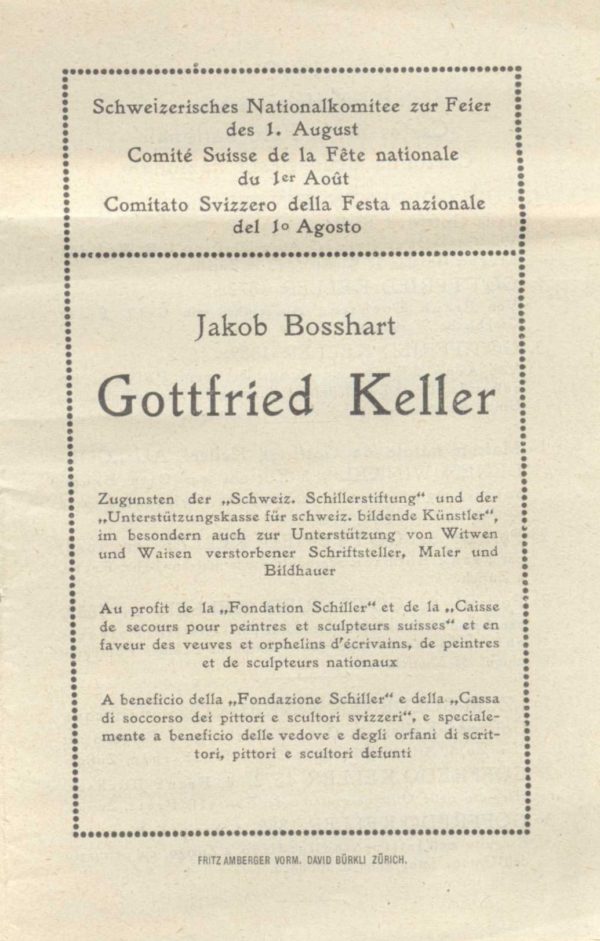 Schweizerisches Nationalkomitee zur Feier
des 1. August
Comité Suisse de la Fête nationale
du 1er Août
Comitato Svizzero della Festa nazionale
del 1o Agosto
Jakob Bosshart
Gottfried Keller
Zugunsten der „Schweiz. Schillerstiftung“ und der
„Unterstützungskasse für schweiz. bildende Künstler“,
im besondern auch zur Unterstützung von Witwen
und Waisen verstorbener Schriftsteller, Maler und
Bildhauer
Au profit de la „Fondation Schiller“ et de la „Caisse
de secours pour peintres et sculpteurs suisses“ et en
faveur des veuves et orphelins d'écrivains, de peintres
et de sculpteurs nationaux
A beneficio della „Fondazione Schiller“ e della „Cassa
di soccorso dei pittori e scultori svizzeri“, e speciale-
mente a beneficio delle vedove e degli orfani di scrit-
tori, pittori e scultori defunti
FRITZ AMBERGER VORM. DAVID BÜRKLI ZÜRICH.